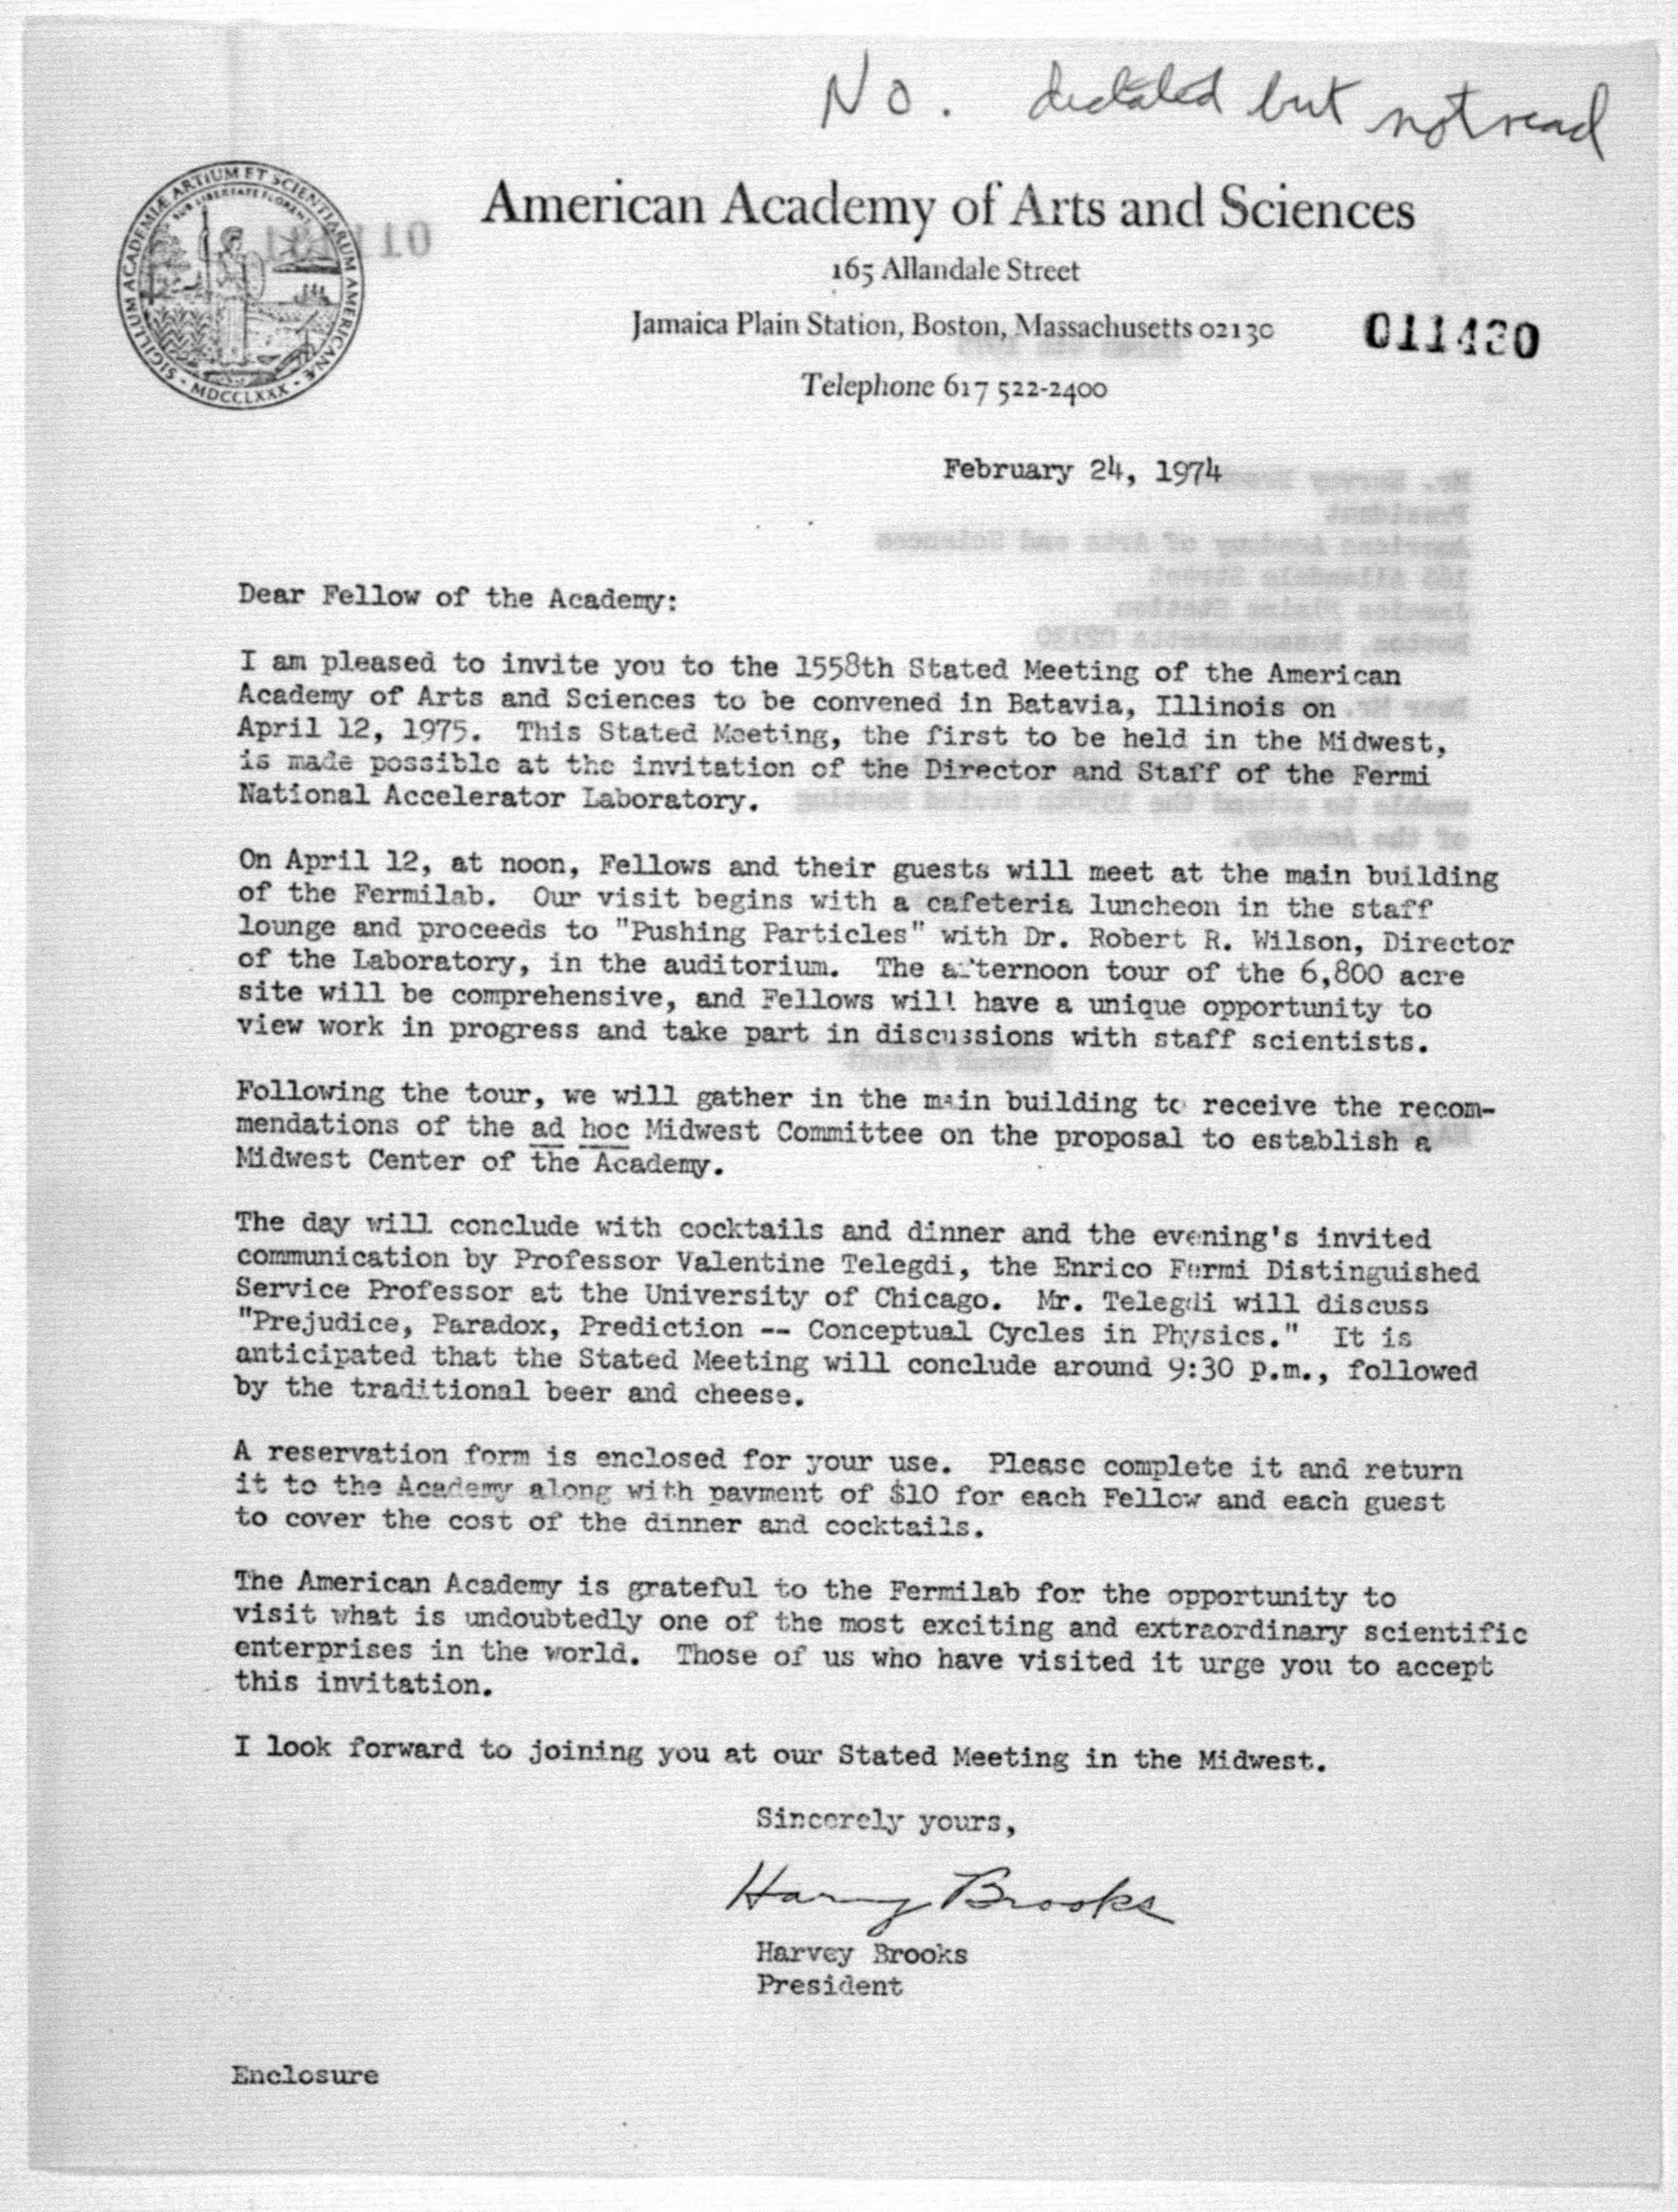 No. dictated but not read
SIGILLUM ACADEMIÆ ARTIUM ET SCIENTIARUM AMERICANÆ · MDCCLXXX ·
SUB LIBERTATE FLORENT
American Academy of Arts and Sciences
165 Allandale Street
Jamaica Plain Station, Boston, Massachusetts 02130
011430
Telephone 617 522-2400
February 24, 1974
Dear Fellow of the Academy:
I am pleased to invite you to the 1558th Stated Meeting of the American
Academy of Arts and Sciences to be convened in Batavia, Illinois on
April 12, 1975. This Stated Meeting, the first to be held in the Midwest,
is made possible at the invitation of the Director and Staff of the Fermi
National Accelerator Laboratory.
On April 12, at noon, Fellows and their guests will meet at the main building
of the Fermilab. Our visit begins with a cafeteria luncheon in the staff
lounge and proceeds to "Pushing Particles" with Dr. Robert R. Wilson, Director
of the Laboratory, in the auditorium. The afternoon tour of the 6,800 acre
site will be comprehensive, and Fellows will have a unique opportunity to
view work in progress and take part in discussions with staff scientists.
Following the tour, we will gather in the main building to receive the recom-
mendations of the ad hoc Midwest Committee on the proposal to establish a
Midwest Center of the Academy.
The day will conclude with cocktails and dinner and the evening's invited
communication by Professor Valentine Telegdi, the Enrico Fermi Distinguished
Service Professor at the University of Chicago. Mr. Telegdi will discuss
"Prejudice, Paradox, Prediction -- Conceptual Cycles in Physics." It is
anticipated that the Stated Meeting will conclude around 9:30 p.m., followed
by the traditional beer and cheese.
A reservation form is enclosed for your use. Please complete it and return
it to the Academy along with payment of $10 for each Fellow and each guest
to cover the cost of the dinner and cocktails.
The American Academy is grateful to the Fermilab for the opportunity to
visit what is undoubtedly one of the most exciting and extraordinary scientific
enterprises in the world. Those of us who have visited it urge you to accept
this invitation.
I look forward to joining you at our Stated Meeting in the Midwest.
Sincerely yours,
Harvey Brooks
Harvey Brooks
President
Enclosure